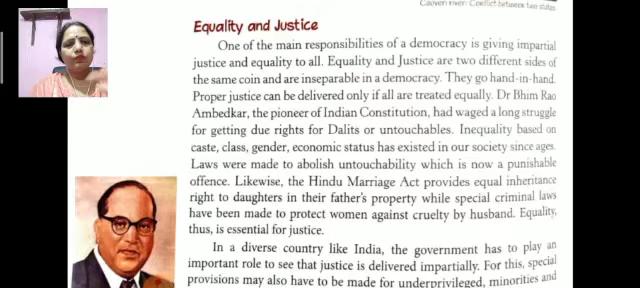 Cauvery river: Conflict between two states
Equality and Justice
One of the main responsibilities of a democracy is giving impartial
justice and equality to all. Equality and Justice are two different sides of
the same coin and are inseparable in a democracy. They go hand-in-hand.
Proper justice can be delivered only if all are treated equally. Dr Bhim Rao
Ambedkar, the pioneer of Indian Constitution, had waged a long struggle
for getting due rights for Dalits or untouchables. Inequality based on
caste, class, gender, economic status has existed in our society since ages.
Laws were made to abolish untouchability which is now a punishable
offence. Likewise, the Hindu Marriage Act provides equal inheritance
right to daughters in their father's property while special criminal laws
have been made to protect women against cruelty by husband. Equality,
thus, is essential for justice.
In a diverse country like India, the government has to play an
important role to see that justice is delivered impartially. For this, special
provisions may also have to be made for underprivileged, minorities and